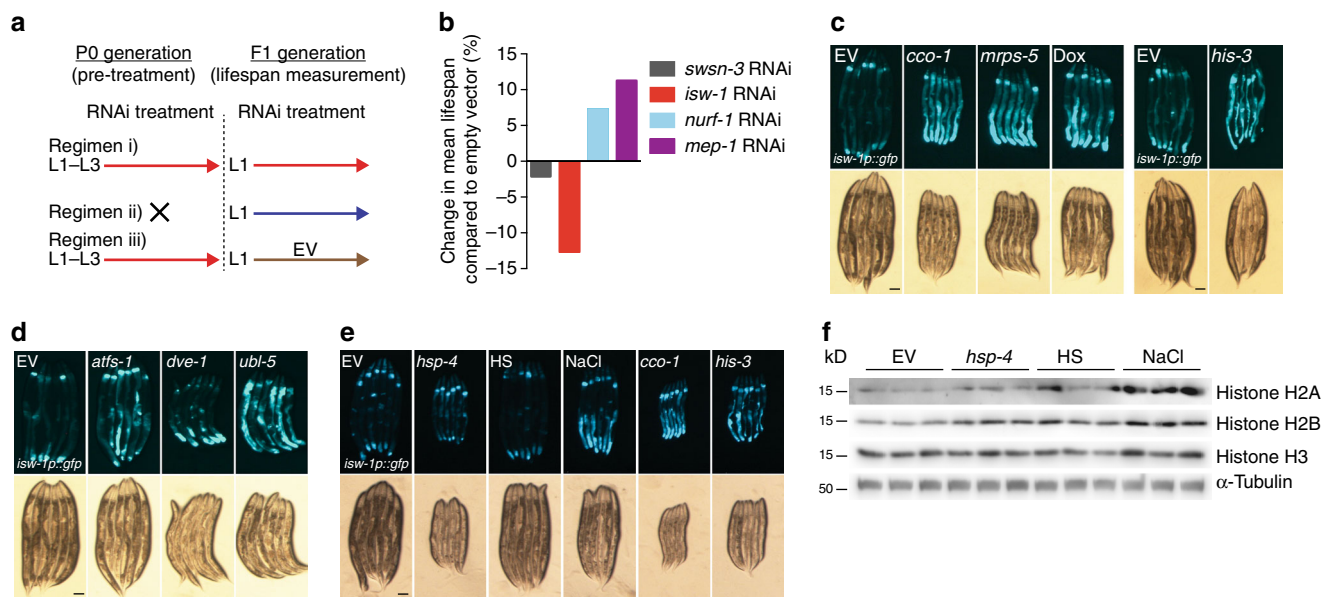 a
P0 generation
(pre-treatment)
F1 generation
(lifespan measurement)
RNAi treatment
RNAi treatment
Regimen i)
L1–L3
L1
Regimen ii)
L1
Regimen iii)
L1–L3
L1
EV
b
Change in mean lifespan
compared to empty vector (%)
15
10
5
0
−5
−10
−15
swsn-3 RNAi
isw-1 RNAi
nurf-1 RNAi
mep-1 RNAi
c
EV
cco-1
mrps-5
Dox
EV
his-3
isw-1p::gfp
isw-1p::gfp
d
EV
atfs-1
dve-1
ubl-5
isw-1p::gfp
e
EV
hsp-4
HS
NaCl
cco-1
his-3
isw-1p::gfp
f
kD
EV
hsp-4
HS
NaCl
15
Histone H2A
15
Histone H2B
15
Histone H3
50
α-Tubulin